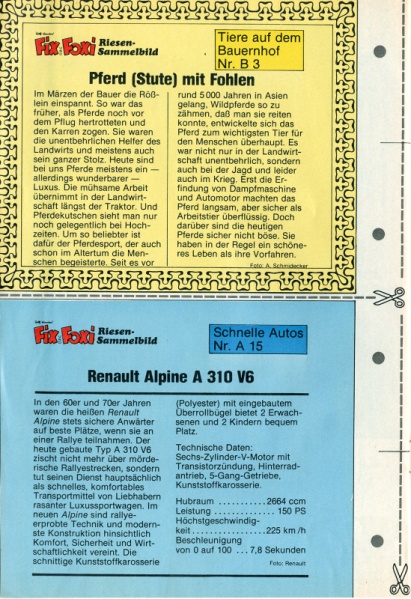 Fix und Foxi Riesen-
Sammelbild
Tiere auf dem
Bauernhof
Nr. B 3
Pferd (Stute) mit Fohlen
Im Märzen der Bauer die Röß-
lein einspannt. So war das
früher, als Pferde noch vor
dem Pflug hertrotteten und
den Karren zogen. Sie waren
die unentbehrlichen Helfer des
Landwirts und meistens auch
sein ganzer Stolz. Heute sind
bei uns Pferde meistens ein —
allerdings wunderbarer —
Luxus. Die mühsame Arbeit
übernimmt in der Landwirt-
schaft längst der Traktor. Und
Pferdekutschen sieht man nur
noch gelegentlich bei Hoch-
zeiten. Um so beliebter ist
dafür der Pferdesport, der auch
schon im Altertum die Men-
schen begeisterte. Seit es vor
rund 5000 Jahren in Asien
gelang, Wildpferde so zu
zähmen, daß man sie reiten
konnte, entwickelte sich das
Pferd zum wichtigsten Tier für
den Menschen überhaupt. Es
war nicht nur in der Landwirt-
schaft unentbehrlich, sondern
auch bei der Jagd und leider
auch im Krieg. Erst die Er-
findung von Dampfmaschine
und Automotor machten das
Pferd langsam, aber sicher als
Arbeitstier überflüssig. Doch
darüber sind die heutigen
Pferde sicher nicht böse. Sie
haben in der Regel ein schöne-
res Leben als ihre Vorfahren.
Foto: A. Schmidecker
Fix und Foxi Riesen-
Sammelbild
Schnelle Autos
Nr. A 15
Renault Alpine A 310 V6
In den 60er und 70er Jahren
waren die heißen Renault
Alpine stets sichere Anwärter
auf beste Plätze, wenn sie an
einer Rallye teilnahmen. Der
heute gebaute Typ A 310 V6
zischt nicht mehr über mörde-
rische Rallyestrecken, sondern
tut seinen Dienst hauptsächlich
als schnelles, komfortables
Transportmittel von Liebhabern
rasanter Luxussportwagen. Im
neuen Alpine sind rallye-
erprobte Technik und modern-
ste Konstruktion hinsichtlich
Komfort, Sicherheit und Wirt-
schaftlichkeit vereint. Die
schnittige Kunststoffkarosserie
(Polyester) mit eingebautem
Überrollbügel bietet 2 Erwach-
senen und 2 Kindern bequem
Platz.
Technische Daten:
Sechs-Zylinder-V-Motor mit
Transistorzündung, Hinterrad-
antrieb, 5-Gang-Getriebe,
Kunststoffkarosserie.
Hubraum ............ 2664 ccm
Leistung ............. 150 PS
Höchstgeschwindig-
keit ................ 225 km/h
Beschleunigung
von 0 auf 100 ... 7,8 Sekunden
Foto: Renault